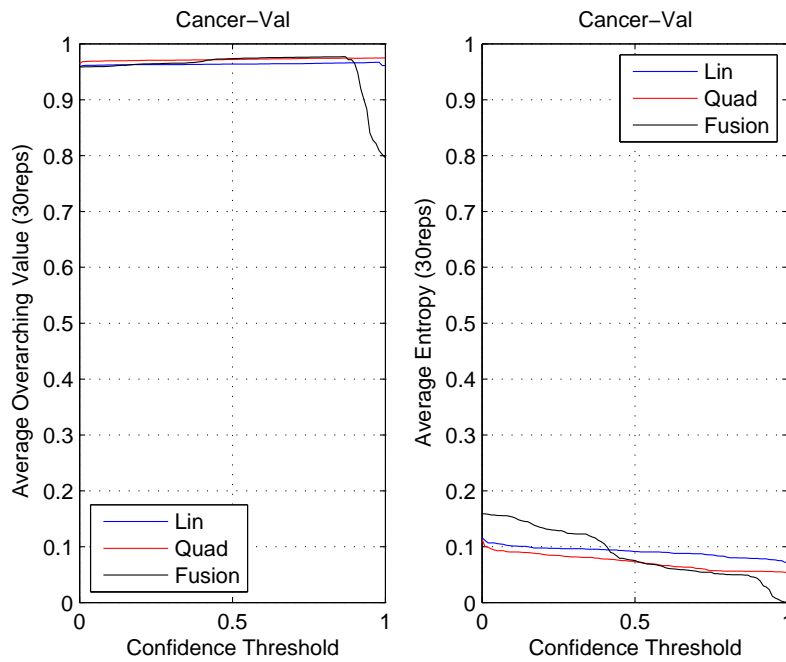 Cancer−Val
1
0.9
0.8
0.7
0.6
0.5
0.4
0.3
0.2
0.1
0
0 0.5 1
Average Overarching Value (30reps)
Confidence Threshold
Lin
Quad
Fusion
Cancer−Val
1
0.9
0.8
0.7
0.6
0.5
0.4
0.3
0.2
0.1
0
0 0.5 1
Average Entropy (30reps)
Confidence Threshold
Lin
Quad
Fusion